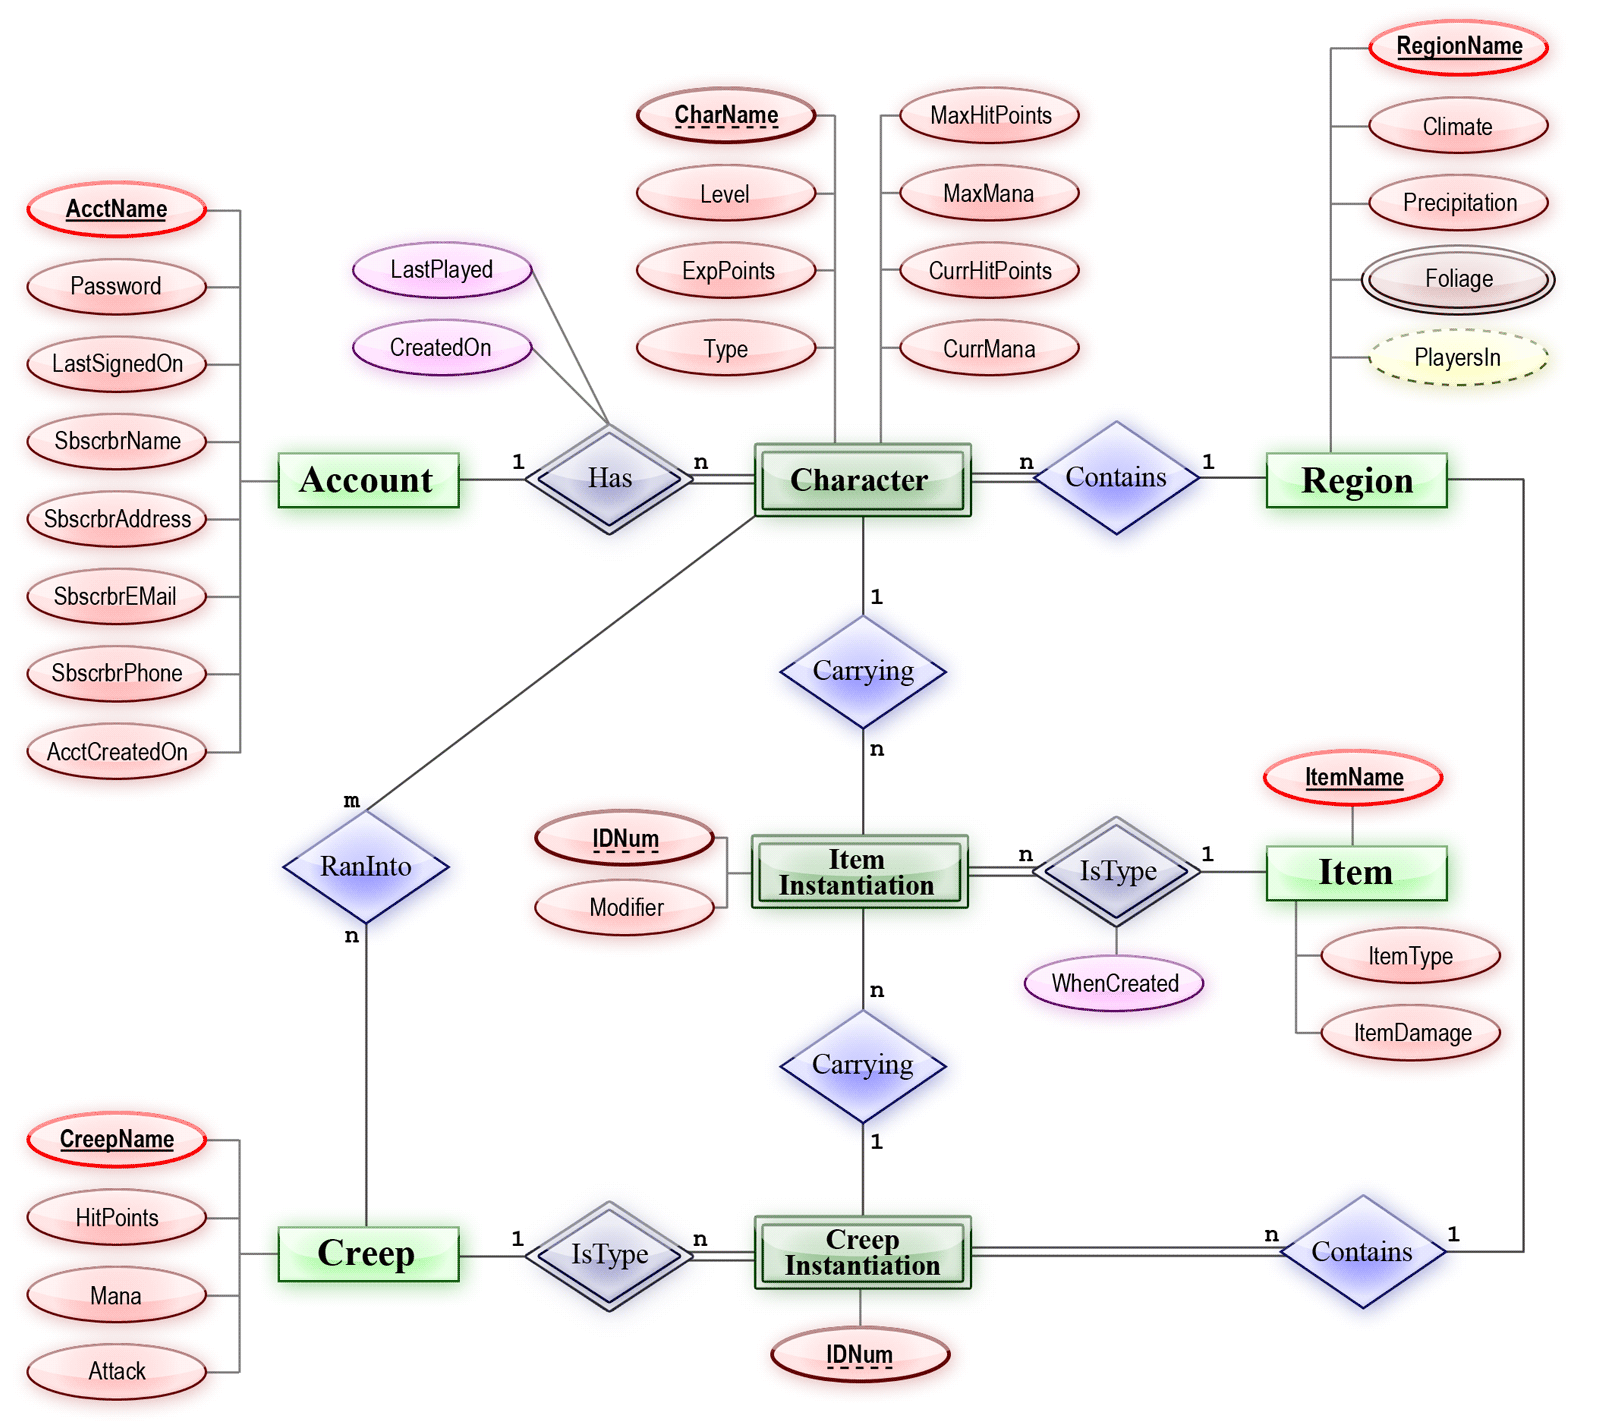 RegionName
CharName
MaxHitPoints
Climate
Level
MaxMana
Precipitation
AcctName
LastPlayed
ExpPoints
CurrHitPoints
Foliage
Password
CreatedOn
Type
CurrMana
PlayersIn
LastSignedOn
SbscrbrName
Account
1
Has
n
Character
n
Contains
1
Region
SbscrbrAddress
SbscrbrEMail
1
SbscrbrPhone
Carrying
AcctCreatedOn
n
m
ItemName
IDNum
RanInto
Item
Instantiation
n
IsType
1
Item
Modifier
n
ItemType
WhenCreated
n
ItemDamage
Carrying
CreepName
1
HitPoints
Creep
1
IsType
n
Creep
Instantiation
n
Contains
1
Mana
IDNum
Attack